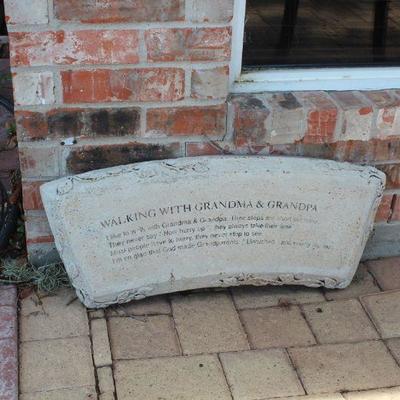 WALKING WITH GRANDMA & GRANDPA
I like to walk with Grandma & Grandpa, Their steps are short like mine.
They never say "Now hurry up", they always take their time.
Most people have to hurry, they never stop to see.
I'm so glad that God made Grandparents, Unrushed and